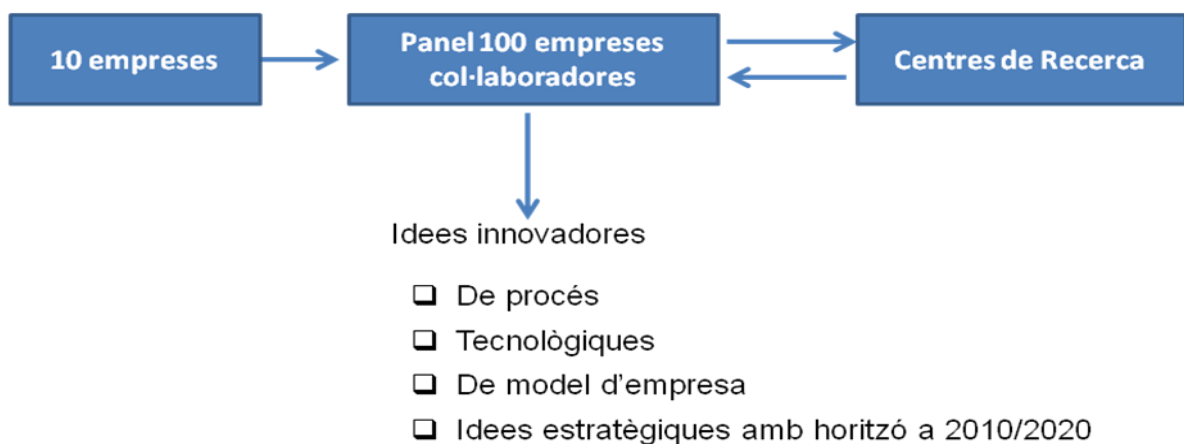 10 empreses
Panel 100 empreses
col·laboradores
Centres de Recerca
Idees innovadores
De procés
Tecnològiques
De model d’empresa
Idees estratègiques amb horitzó a 2010/2020